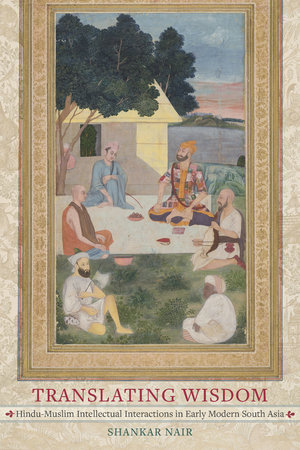 TRANSLATING WISDOM
Hindu-Muslim Intellectual Interactions in Early Modern South Asia
SHANKAR NAIR